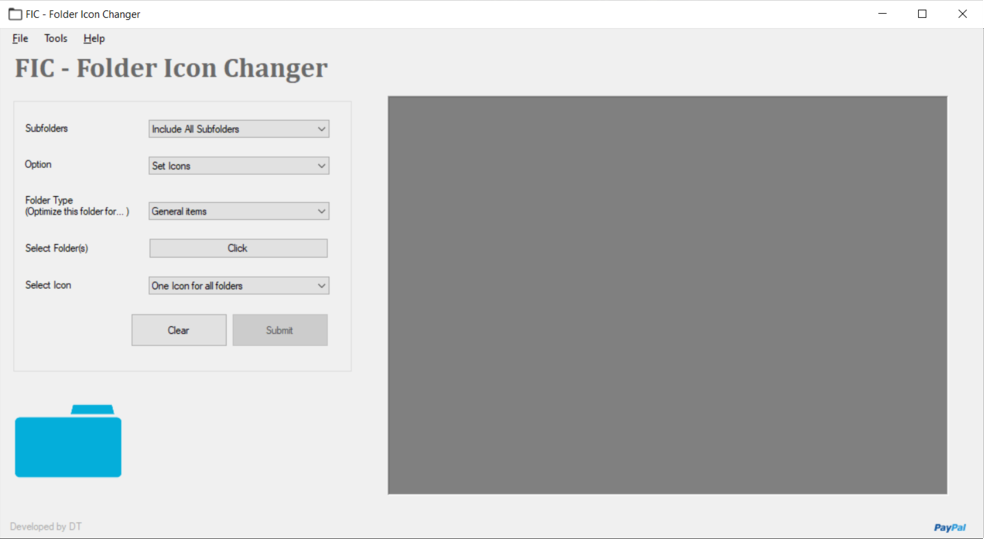 FIC - Folder Icon Changer
File Tools Help
FIC - Folder Icon Changer
Subfolders
Include All Subfolders
Option
Set Icons
Folder Type
(Optimize this folder for... )
General items
Select Folder(s)
Click
Select Icon
One Icon for all folders
Clear
Submit
Developed by DT
PayPal